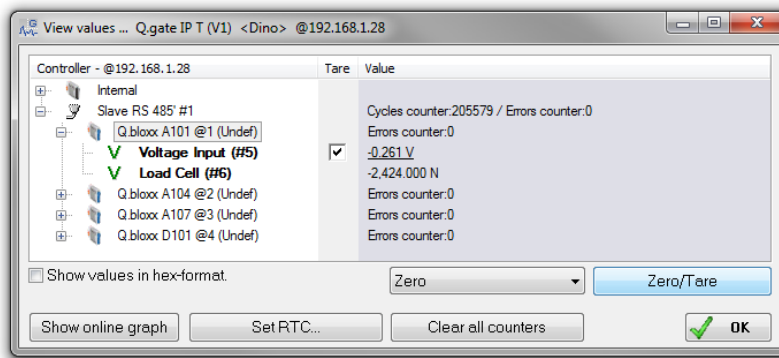 View values ... Q.gate IP T (V1) <Dino> @192.168.1.28
Controller - @192.168.1.28 Tare Value
Internal
Slave RS 485' #1 Cycles counter:205579 / Errors counter:0
Q.bloxx A101 @1 (Undef) Errors counter:0
V Voltage Input (#5) -0.261 V
V Load Cell (#6) -2,424.000 N
Q.bloxx A104 @2 (Undef) Errors counter:0
Q.bloxx A107 @3 (Undef) Errors counter:0
Q.bloxx D101 @4 (Undef) Errors counter:0
Show values in hex-format. Zero Zero/Tare
Show online graph Set RTC... Clear all counters OK